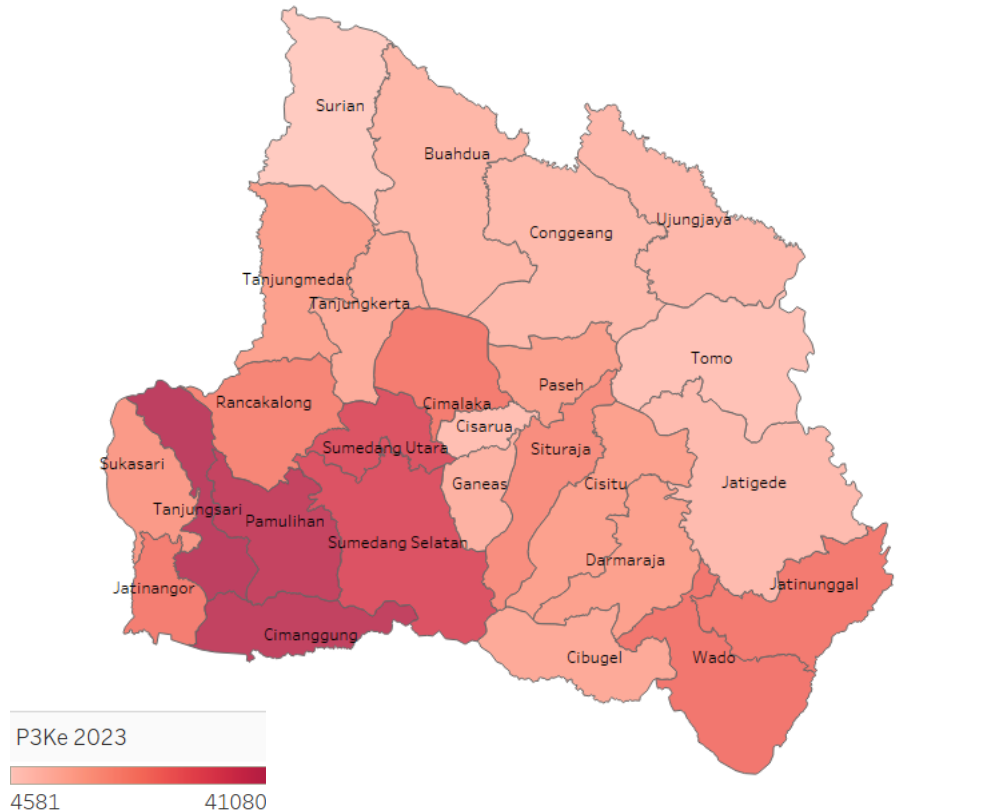 Surian
Buahdua
Ujungjaya
Conggeang
Tanjungmedar
Tanjungkerta
Tomo
Paseh
Rancakalong
Cimalaka
Cisarua
Sumedang Utara
Situraja
Sukasari
Ganeas
Cisitu
Jatigede
Tanjungsari
Pamulihan
Sumedang Selatan
Darmaraja
Jatinangor
Jatinunggal
Cimanggung
Cibugel
Wado
P3Ke 2023
4581 41080